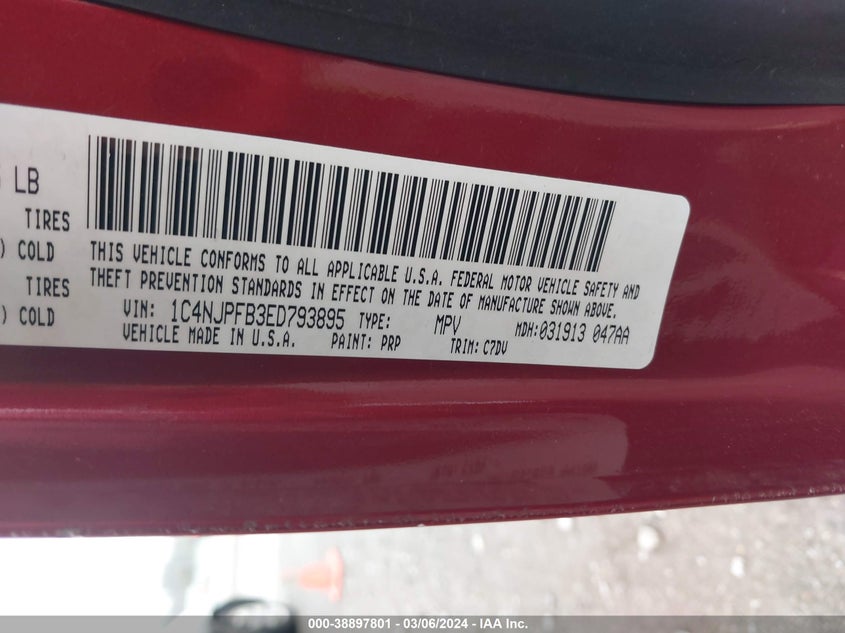 LB
TIRES
) COLD
TIRES
) COLD
THIS VEHICLE CONFORMS TO ALL APPLICABLE U.S.A. FEDERAL MOTOR VEHICLE SAFETY AND
THEFT PREVENTION STANDARDS IN EFFECT ON THE DATE OF MANUFACTURE SHOWN ABOVE.
VIN: 1C4NJPFB3ED793895 TYPE: MPV MDH:031913 047AA
VEHICLE MADE IN U.S.A. PAINT: PRP TRIM: C7DV
000-38897801 - 03/06/2024 - IAA Inc.